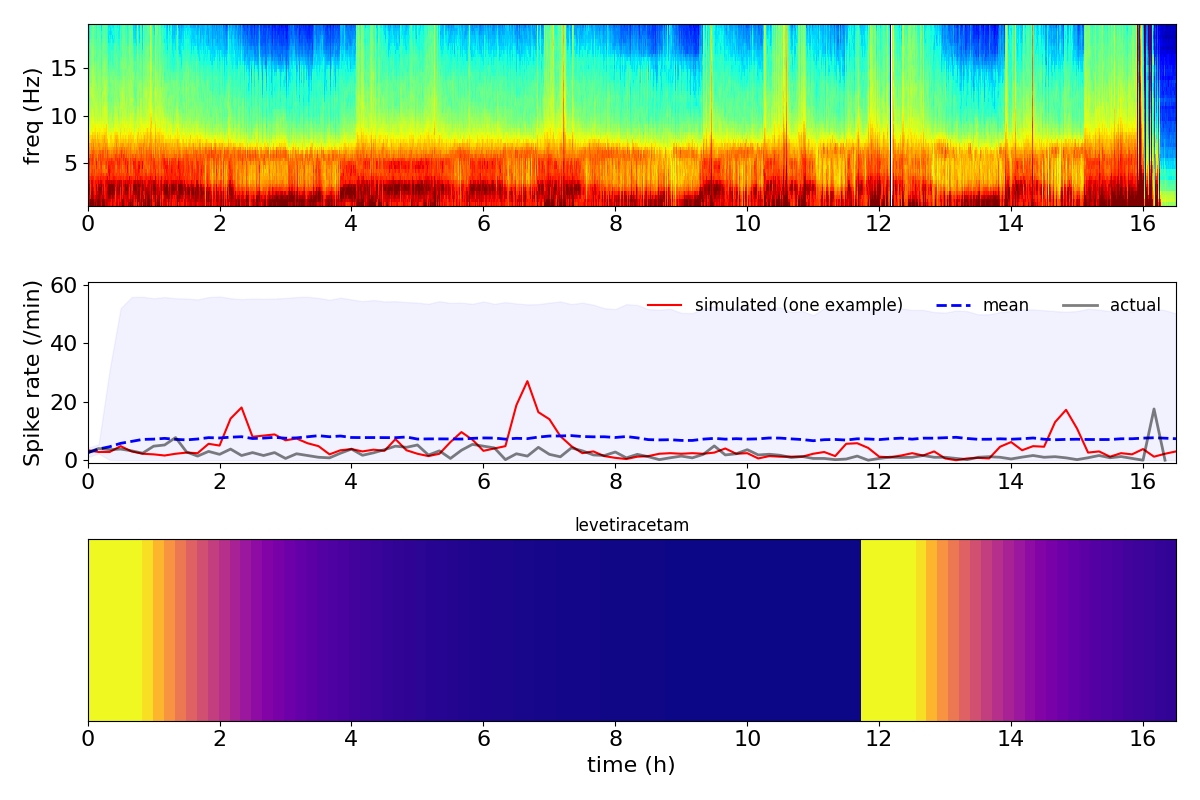 freq (Hz)
15
10
5
0 2 4 6 8 10 12 14 16
Spike rate (/min)
60
40
20
0
simulated (one example) mean actual
0 2 4 6 8 10 12 14 16
levetiracetam
0 2 4 6 8 10 12 14 16
time (h)